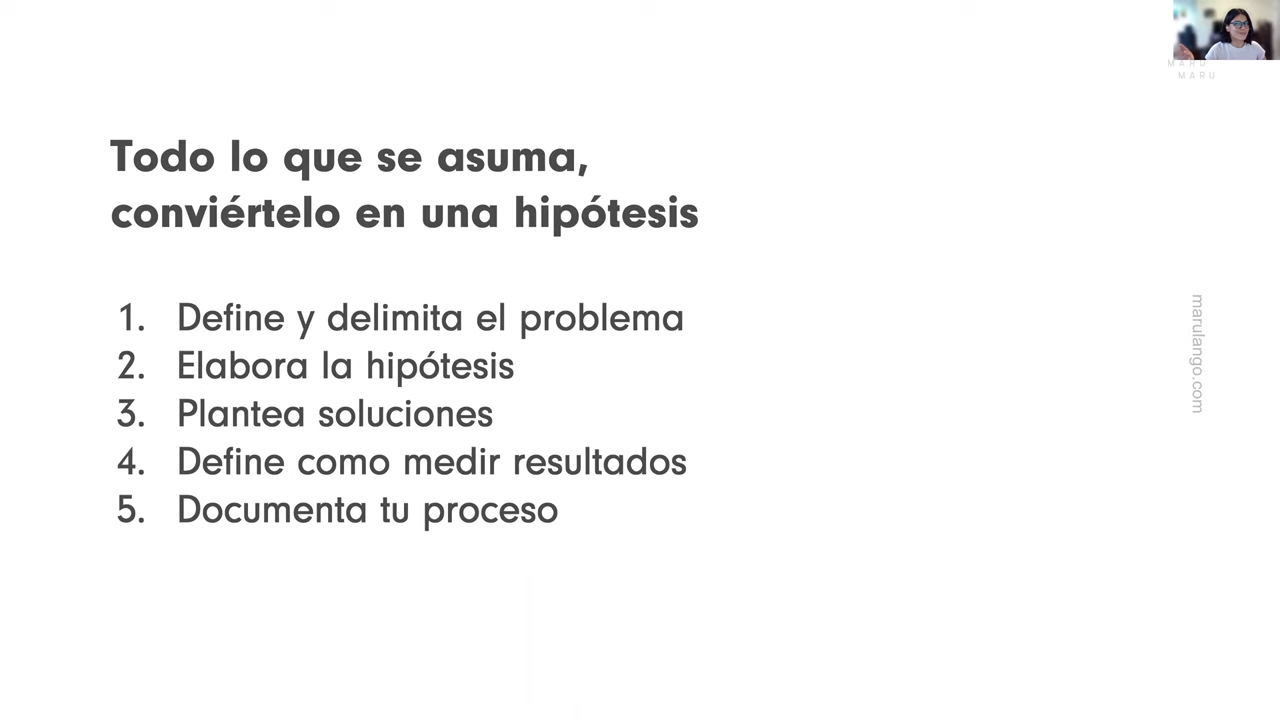 MARU
MARU
Todo lo que se asuma,
conviértelo en una hipótesis
1. Define y delimita el problema
2. Elabora la hipótesis
3. Plantea soluciones
4. Define como medir resultados
5. Documenta tu proceso
marulango.com